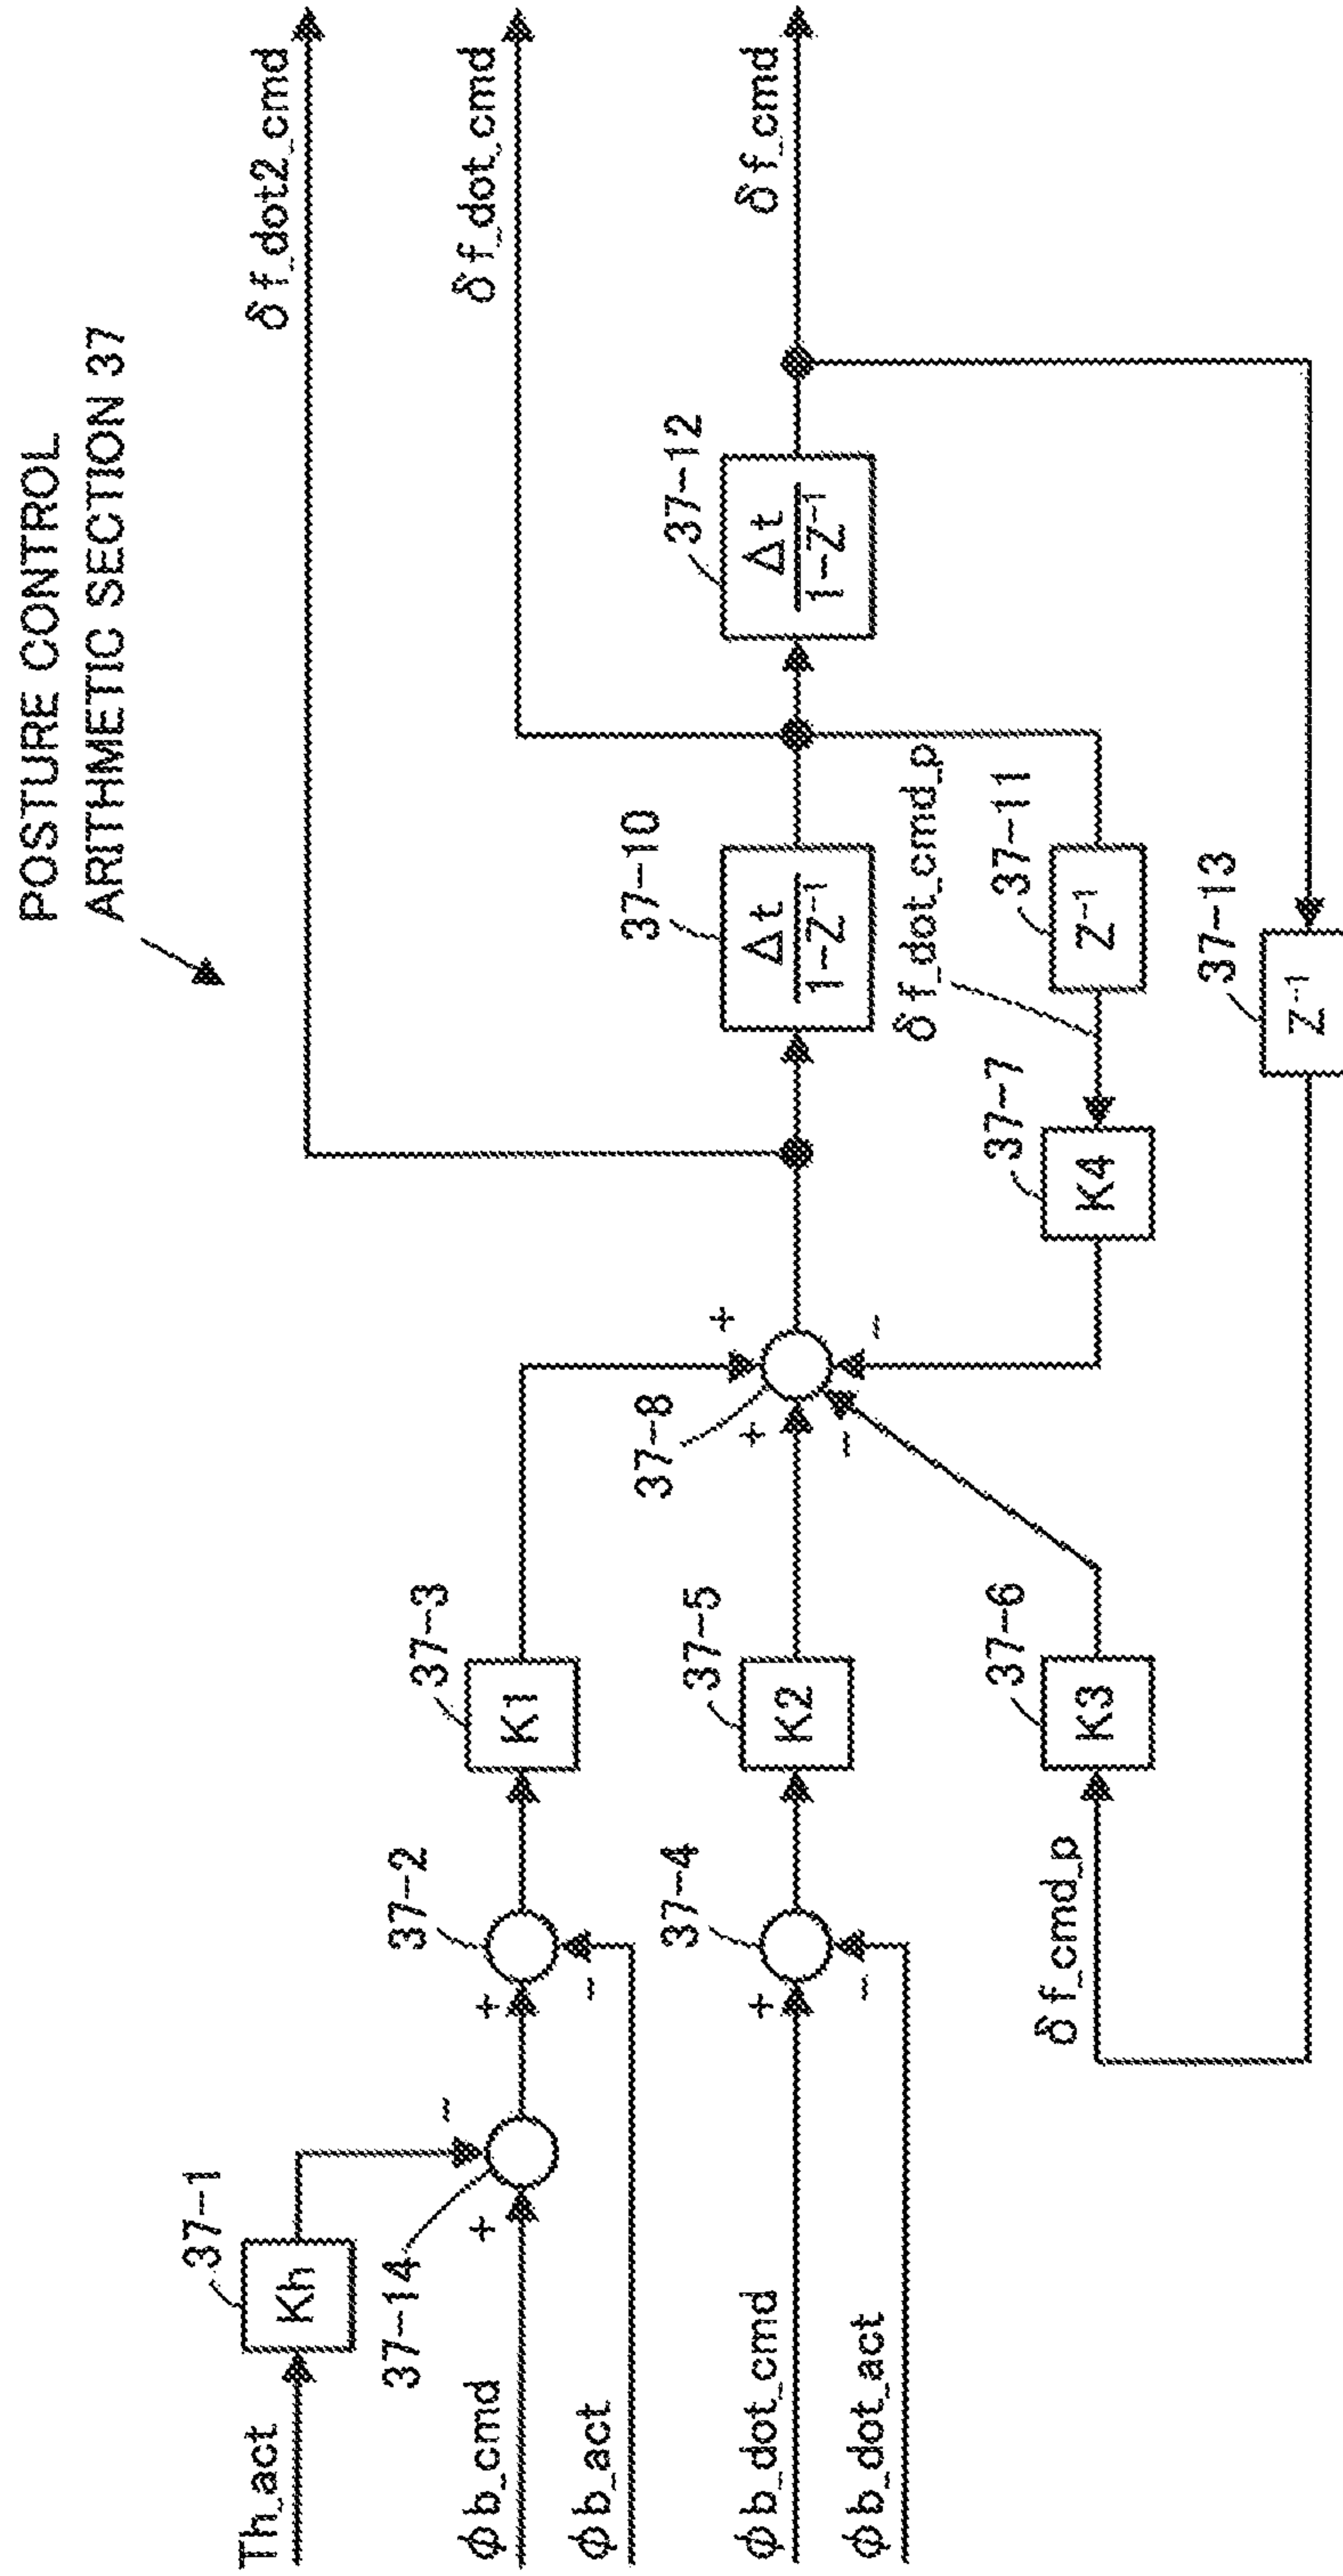 POSTURE CONTROL
ARITHMETIC SECTION 37
Th_act
37-1
Kh
37-14
−
+
ϕb_cmd
ϕb_act
37-2
+
−
37-3
K1
ϕb_dot_cmd
ϕb_dot_act
37-4
+
−
37-5
K2
δf_cmd_p
37-6
K3
37-8
+
+
−
−
37-7
K4
δf_dot_cmd_p
37-10
Δt
1-Z⁻¹
37-11
Z⁻¹
37-12
Δt
1-Z⁻¹
37-13
Z⁻¹
δf_dot2_cmd
δf_dot_cmd
δf_cmd